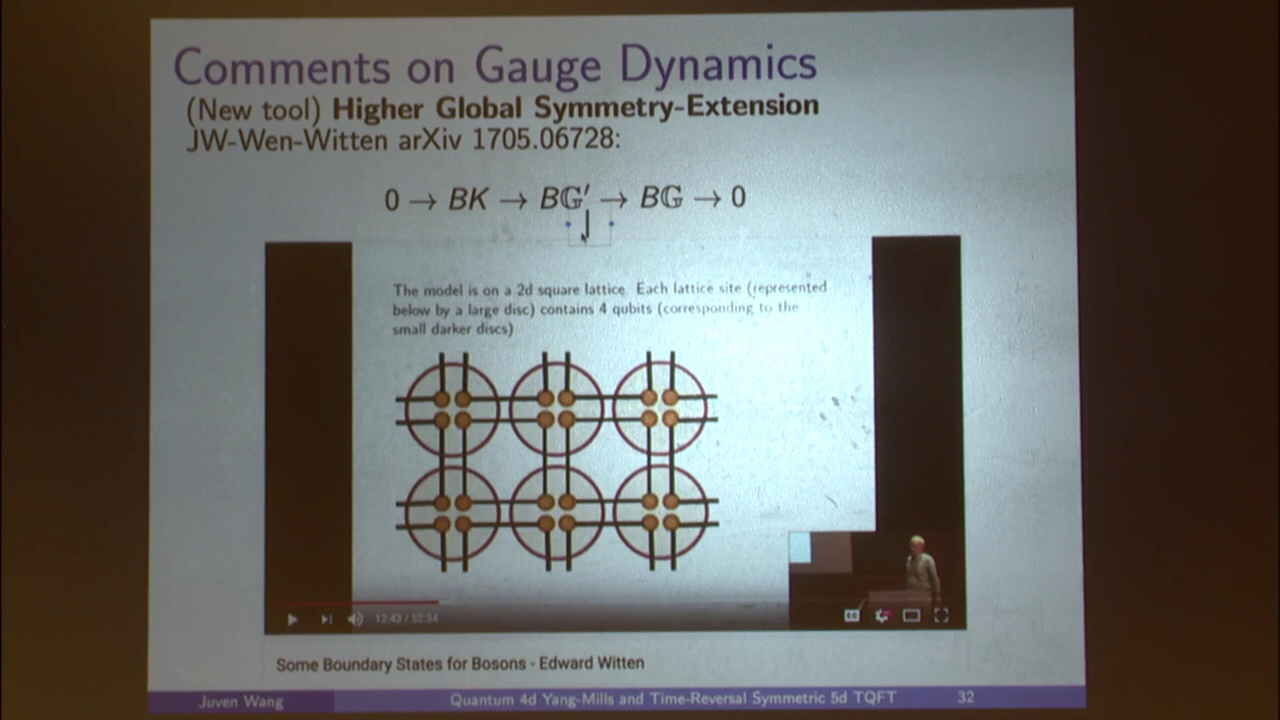 Comments on Gauge Dynamics
(New tool) Higher Global Symmetry-Extension
JW-Wen-Witten arXiv 1705.06728:
0 → BK → B𝔾′ → B𝔾 → 0
The model is on a 2d square lattice. Each lattice site (represented
below by a large disc) contains 4 qubits (corresponding to the
small darker discs)
12:43 / 52:34
CC
Some Boundary States for Bosons - Edward Witten
Juven Wang
Quantum 4d Yang-Mills and Time-Reversal Symmetric 5d TQFT
32